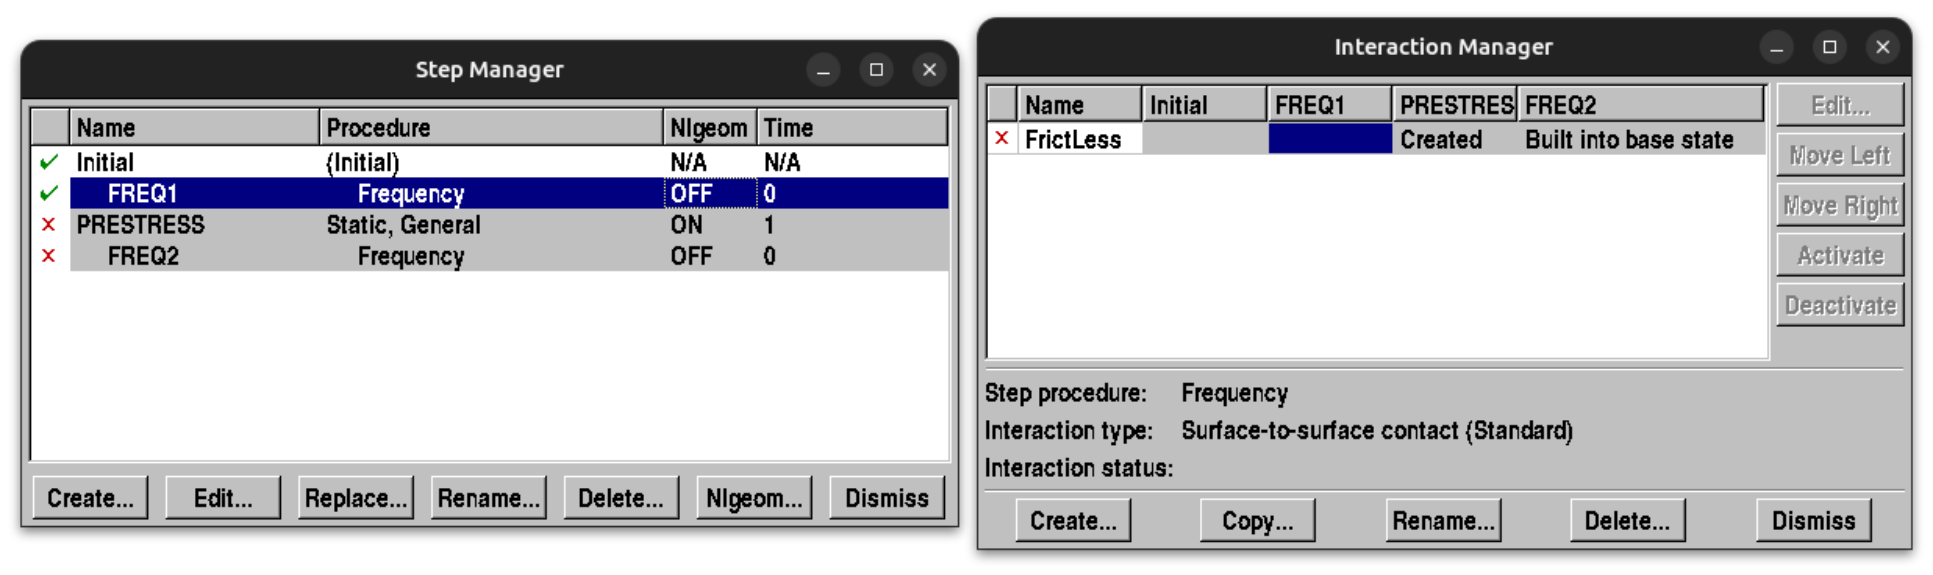 Step Manager
Name Procedure Nlgeom Time
Initial (Initial) N/A N/A
FREQ1 Frequency OFF 0
PRESTRESS Static, General ON 1
FREQ2 Frequency OFF 0
Create... Edit... Replace... Rename... Delete... Nlgeom... Dismiss
Interaction Manager
Name Initial FREQ1 PRESTRES FREQ2
FrictLess Created Built into base state
Edit...
Move Left
Move Right
Activate
Deactivate
Step procedure: Frequency
Interaction type: Surface-to-surface contact (Standard)
Interaction status:
Create... Copy... Rename... Delete... Dismiss